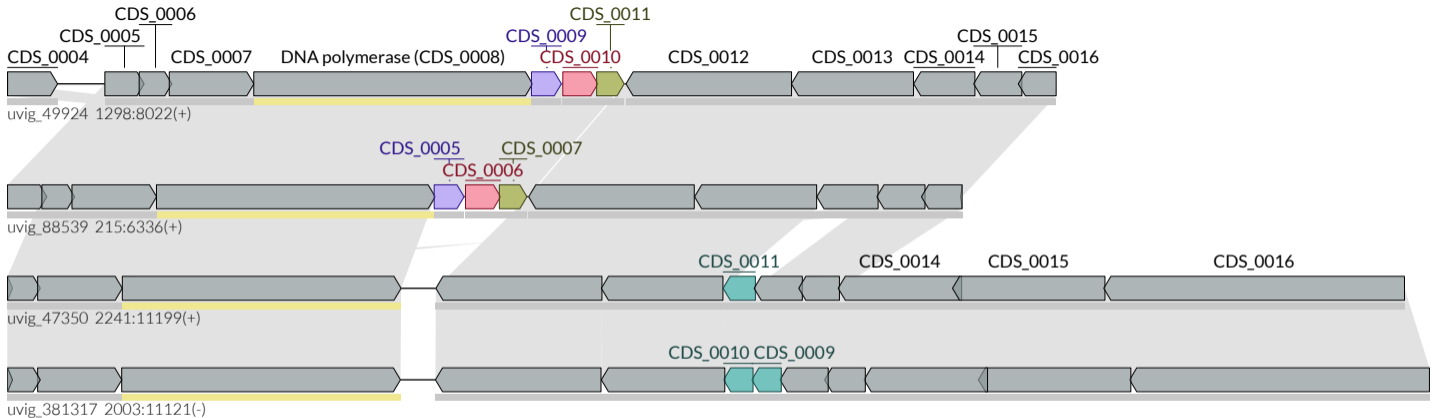 CDS_0006 CDS_0011
CDS_0005 CDS_0009 CDS_0015
CDS_0004 CDS_0007 DNA polymerase (CDS_0008) CDS_0010 CDS_0012 CDS_0013 CDS_0014 CDS_0016
uvig_49924 1298:8022(+)
CDS_0005 CDS_0007
CDS_0006
uvig_88539 215:6336(+)
CDS_0011 CDS_0014 CDS_0015 CDS_0016
uvig_47350 2241:11199(+)
CDS_0010 CDS_0009
uvig_381317 2003:11121(-)